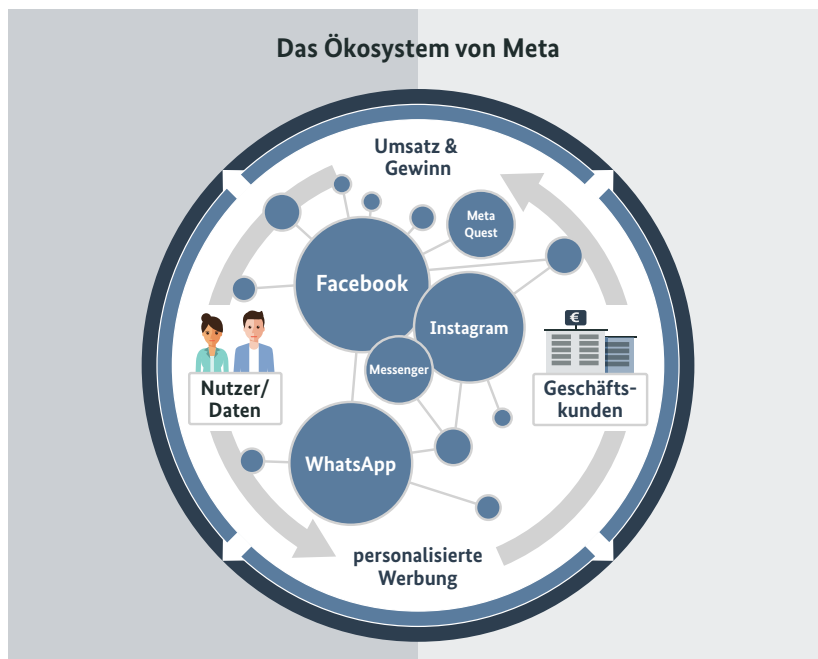 Das Ökosystem von Meta
Umsatz &
Gewinn
Meta
Quest
Facebook
Instagram
€
Messenger
Nutzer/
Daten
Geschäfts-
kunden
WhatsApp
personalisierte
Werbung